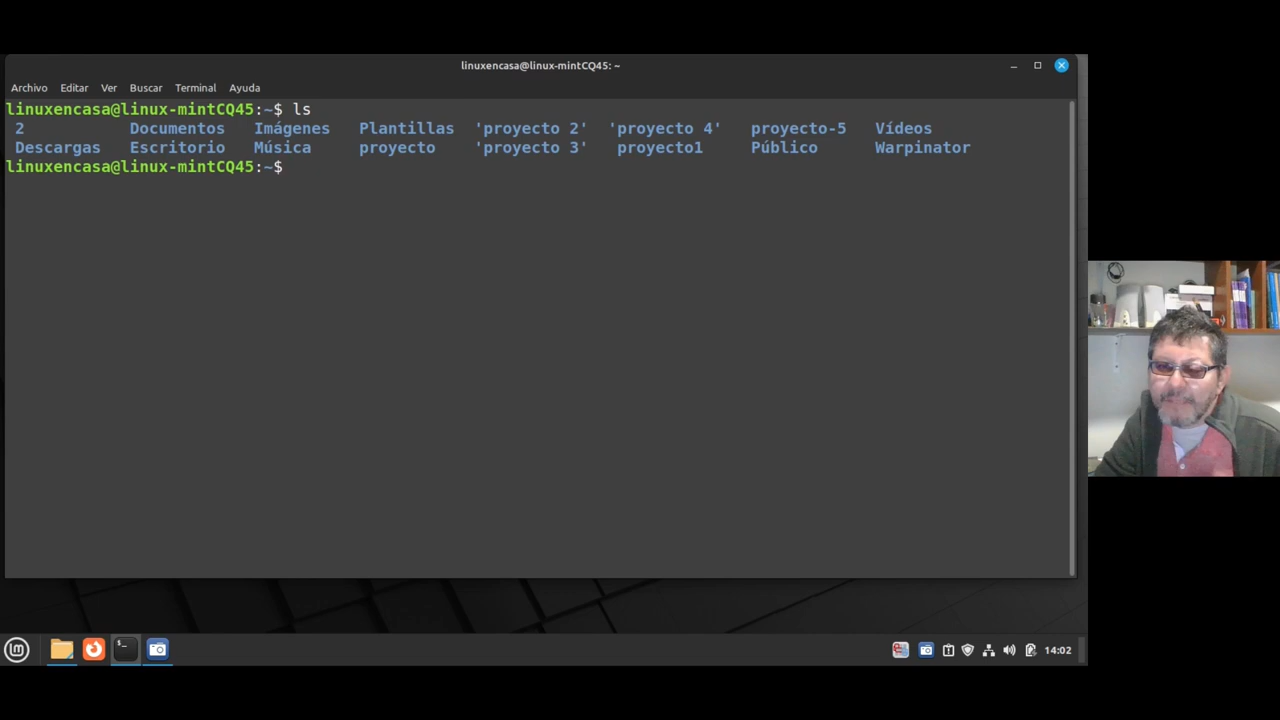 linuxencasa@linux-mintCQ45: ~
Archivo Editar Ver Buscar Terminal Ayuda
linuxencasa@linux-mintCQ45:~$ ls
2 Documentos Imágenes Plantillas 'proyecto 2' 'proyecto 4' proyecto-5 Vídeos
Descargas Escritorio Música proyecto 'proyecto 3' proyecto1 Público Warpinator
linuxencasa@linux-mintCQ45:~$
14:02